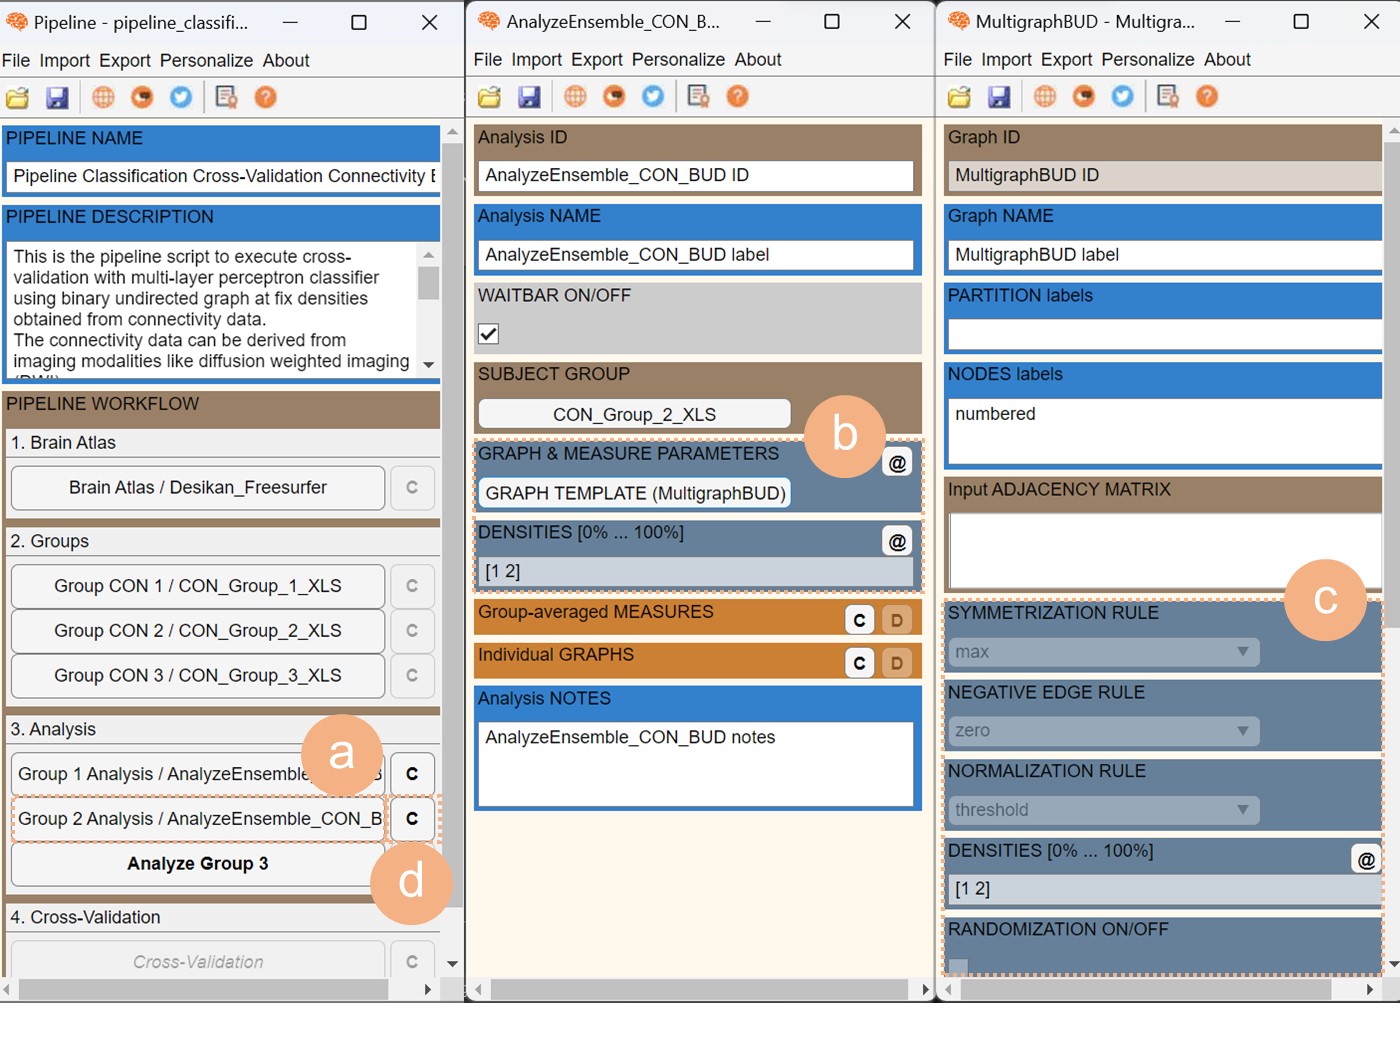 Pipeline - pipeline_classifi...
File Import Export Personalize About
PIPELINE NAME
Pipeline Classification Cross-Validation Connectivity
PIPELINE DESCRIPTION
This is the pipeline script to execute cross-
validation with multi-layer perceptron classifier
using binary undirected graph at fix densities
obtained from connectivity data.
The connectivity data can be derived from
imaging modalities like diffusion weighted imaging
PIPELINE WORKFLOW
1. Brain Atlas
Brain Atlas / Desikan_Freesurfer C
2. Groups
Group CON 1 / CON_Group_1_XLS C
Group CON 2 / CON_Group_2_XLS C
Group CON 3 / CON_Group_3_XLS C
3. Analysis
a
Group 1 Analysis / AnalyzeEnsemble C
Group 2 Analysis / AnalyzeEnsemble_CON_B C
Analyze Group 3
d
4. Cross-Validation
Cross-Validation C
AnalyzeEnsemble_CON_B...
File Import Export Personalize About
Analysis ID
AnalyzeEnsemble_CON_BUD ID
Analysis NAME
AnalyzeEnsemble_CON_BUD label
WAITBAR ON/OFF
SUBJECT GROUP
CON_Group_2_XLS
b
GRAPH & MEASURE PARAMETERS @
GRAPH TEMPLATE (MultigraphBUD)
DENSITIES [0% ... 100%] @
[1 2]
Group-averaged MEASURES C D
Individual GRAPHS C D
Analysis NOTES
AnalyzeEnsemble_CON_BUD notes
MultigraphBUD - Multigra...
File Import Export Personalize About
Graph ID
MultigraphBUD ID
Graph NAME
MultigraphBUD label
PARTITION labels
NODES labels
numbered
Input ADJACENCY MATRIX
c
SYMMETRIZATION RULE
max
NEGATIVE EDGE RULE
zero
NORMALIZATION RULE
threshold
DENSITIES [0% ... 100%] @
[1 2]
RANDOMIZATION ON/OFF